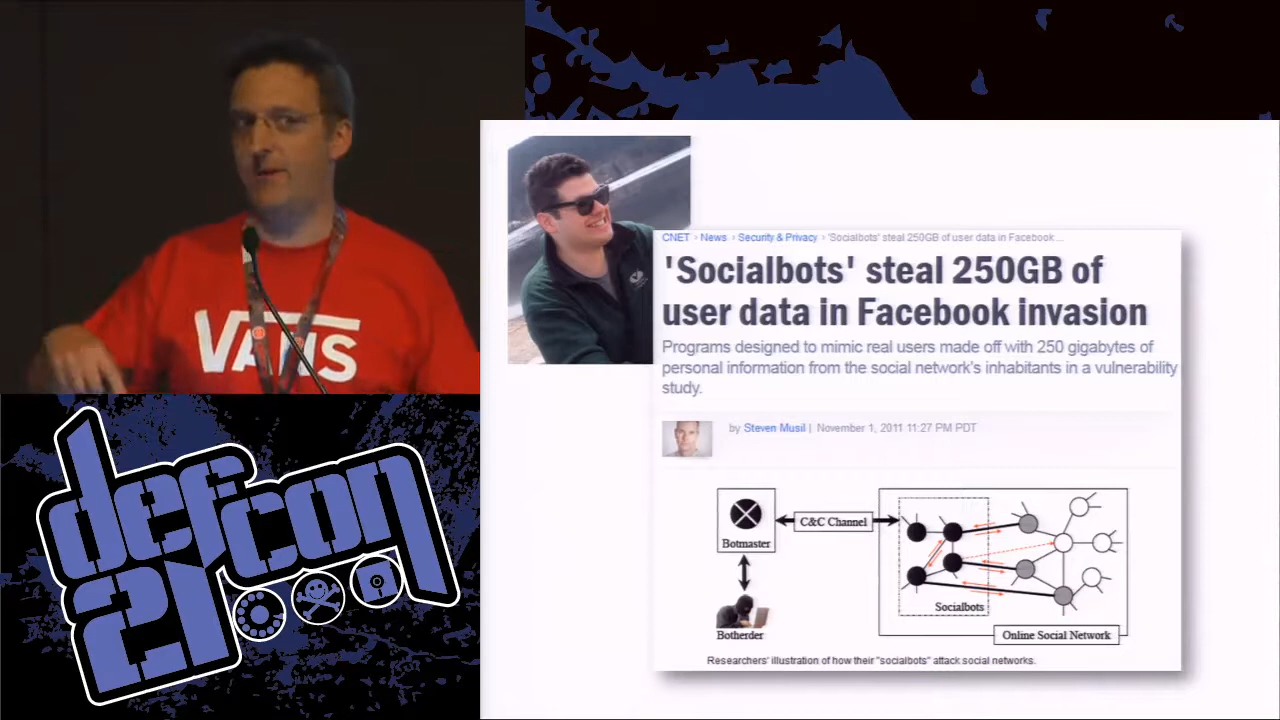 VANS
defcon
21
CNET › News › Security & Privacy › 'Socialbots' steal 250GB of user data in Facebook ...
'Socialbots' steal 250GB of
user data in Facebook invasion
Programs designed to mimic real users made off with 250 gigabytes of
personal information from the social network's inhabitants in a vulnerability
study.
by Steven Musil | November 1, 2011 11:27 PM PDT
Botmaster
C&C Channel
Botherder
Socialbots
Online Social Network
Researchers' illustration of how their "socialbots" attack social networks.